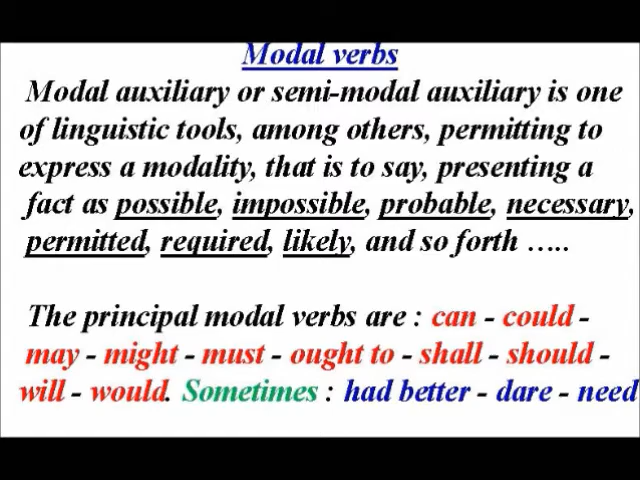 Modal verbs
Modal auxiliary or semi-modal auxiliary is one
of linguistic tools, among others, permitting to
express a modality, that is to say, presenting a
fact as possible, impossible, probable, necessary,
permitted, required, likely, and so forth …..
The principal modal verbs are : can - could -
may - might - must - ought to - shall - should -
will - would. Sometimes : had better - dare - need